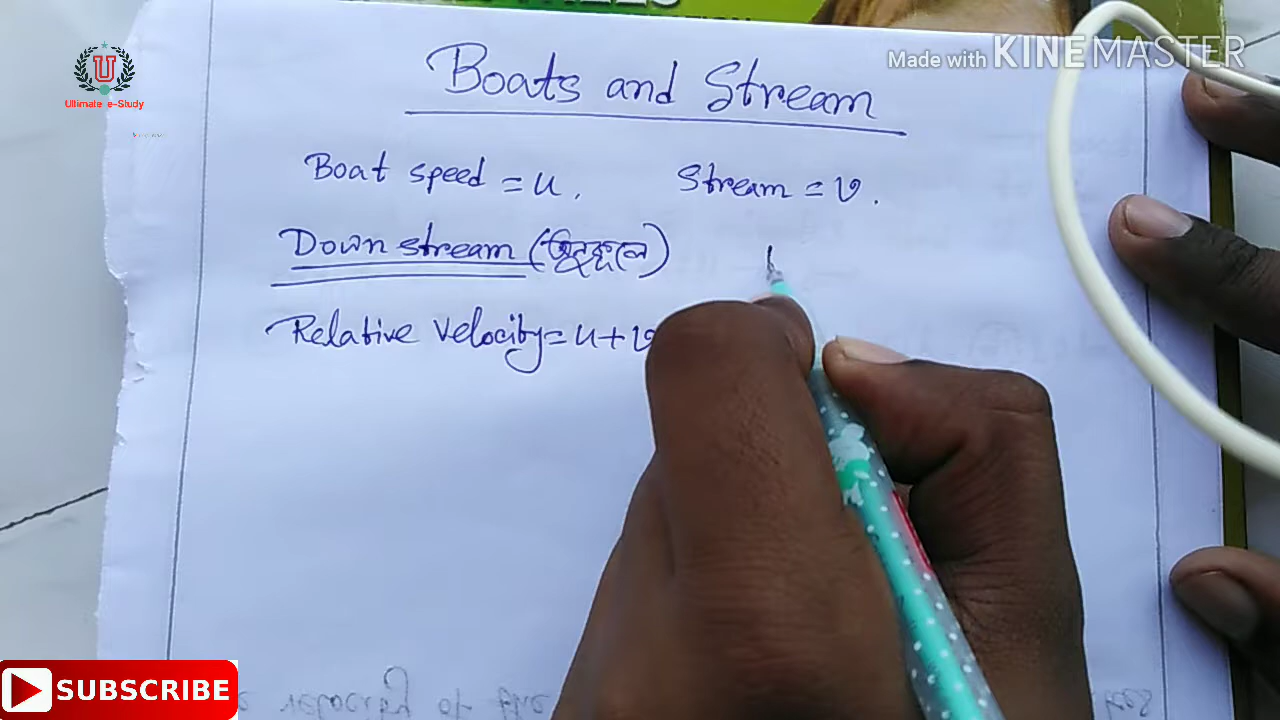 Made with KINEMASTER
U
Ultimate e-Study
Boats and Stream
Boat speed = u. Stream = v.
Down stream (অনুকূলে)
Relative velocity = u + v
SUBSCRIBE